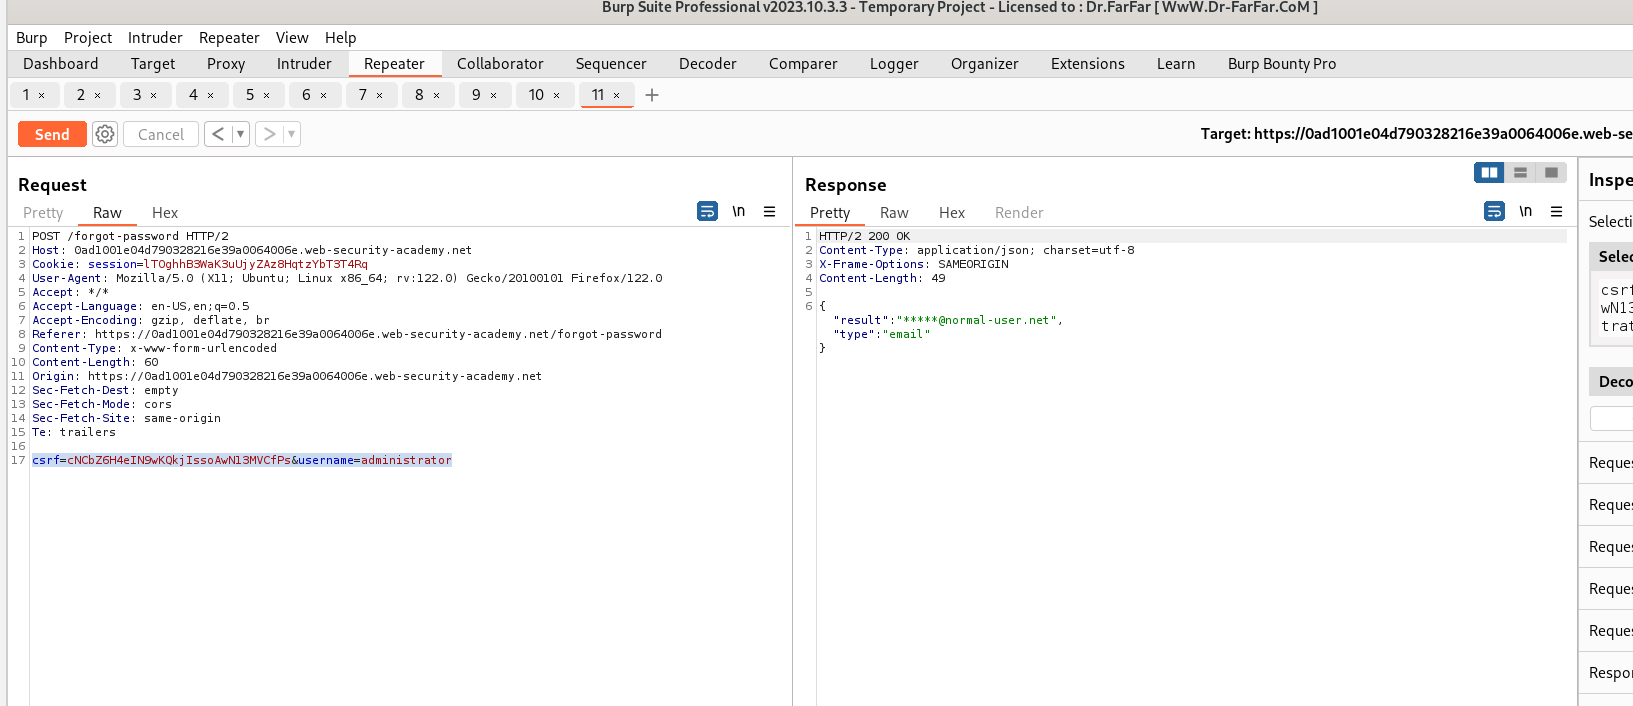 Burp Suite Professional v2023.10.3.3 - Temporary Project - Licensed to : Dr.FarFar [ WwW.Dr-FarFar.CoM ]
Burp Project Intruder Repeater View Help
Dashboard Target Proxy Intruder Repeater Collaborator Sequencer Decoder Comparer Logger Organizer Extensions Learn Burp Bounty Pro
1 × 2 × 3 × 4 × 5 × 6 × 7 × 8 × 9 × 10 × 11 × +
Send Cancel < ▼ > ▼ Target: https://0ad1001e04d790328216e39a0064006e.web-se
Request
Pretty Raw Hex \n
1 POST /forgot-password HTTP/2
2 Host: 0ad1001e04d790328216e39a0064006e.web-security-academy.net
3 Cookie: session=lTOghhB3WaK3uUjyZAz8HqtzYbT3T4Rq
4 User-Agent: Mozilla/5.0 (X11; Ubuntu; Linux x86_64; rv:122.0) Gecko/20100101 Firefox/122.0
5 Accept: */*
6 Accept-Language: en-US,en;q=0.5
7 Accept-Encoding: gzip, deflate, br
8 Referer: https://0ad1001e04d790328216e39a0064006e.web-security-academy.net/forgot-password
9 Content-Type: x-www-form-urlencoded
10 Content-Length: 60
11 Origin: https://0ad1001e04d790328216e39a0064006e.web-security-academy.net
12 Sec-Fetch-Dest: empty
13 Sec-Fetch-Mode: cors
14 Sec-Fetch-Site: same-origin
15 Te: trailers
16
17 csrf=cNCbZ6H4eIN9wKQkjIssoAwNl3MVCfPs&username=administrator
Response
Pretty Raw Hex Render \n
1 HTTP/2 200 OK
2 Content-Type: application/json; charset=utf-8
3 X-Frame-Options: SAMEORIGIN
4 Content-Length: 49
5
6 {
"result":"*****@normal-user.net",
"type":"email"
}
Inspe
Selecti
Selec
csrf
wN13
trat
Deco
Reque
Reque
Reque
Reque
Reque
Respor